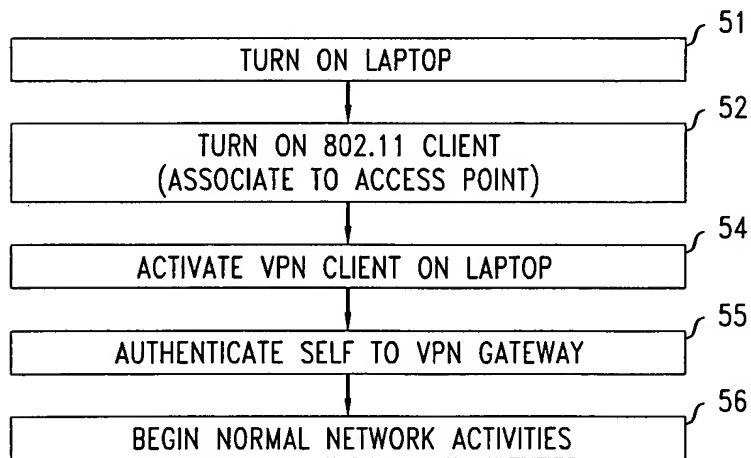 51
TURN ON LAPTOP
52
TURN ON 802.11 CLIENT
(ASSOCIATE TO ACCESS POINT)
54
ACTIVATE VPN CLIENT ON LAPTOP
55
AUTHENTICATE SELF TO VPN GATEWAY
56
BEGIN NORMAL NETWORK ACTIVITIES